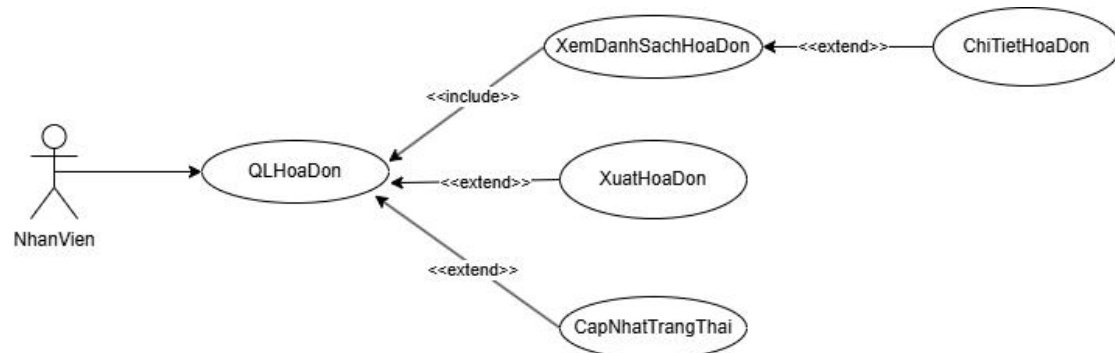 XemDanhSachHoaDon
<<extend>>
ChiTietHoaDon
<<include>>
QLHoaDon
<<extend>>
XuatHoaDon
NhanVien
<<extend>>
CapNhatTrangThai